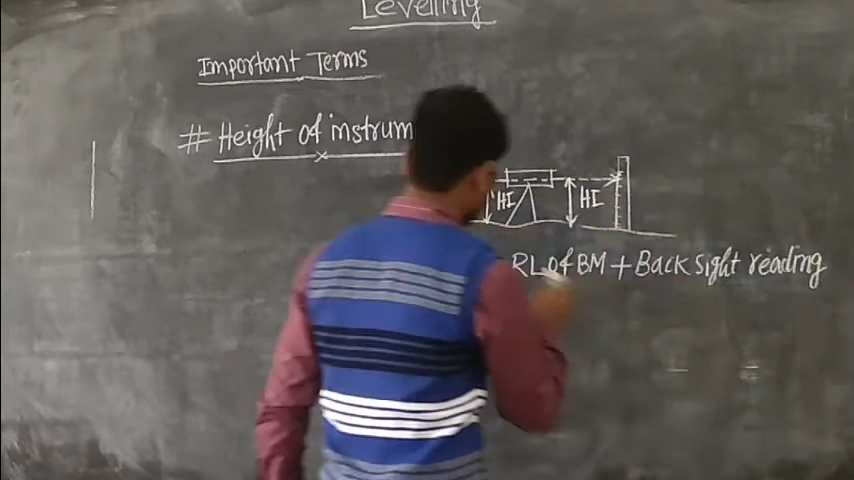 Levelling
Important Terms
# Height of instrum
HI HI
RL of BM + Back sight reading